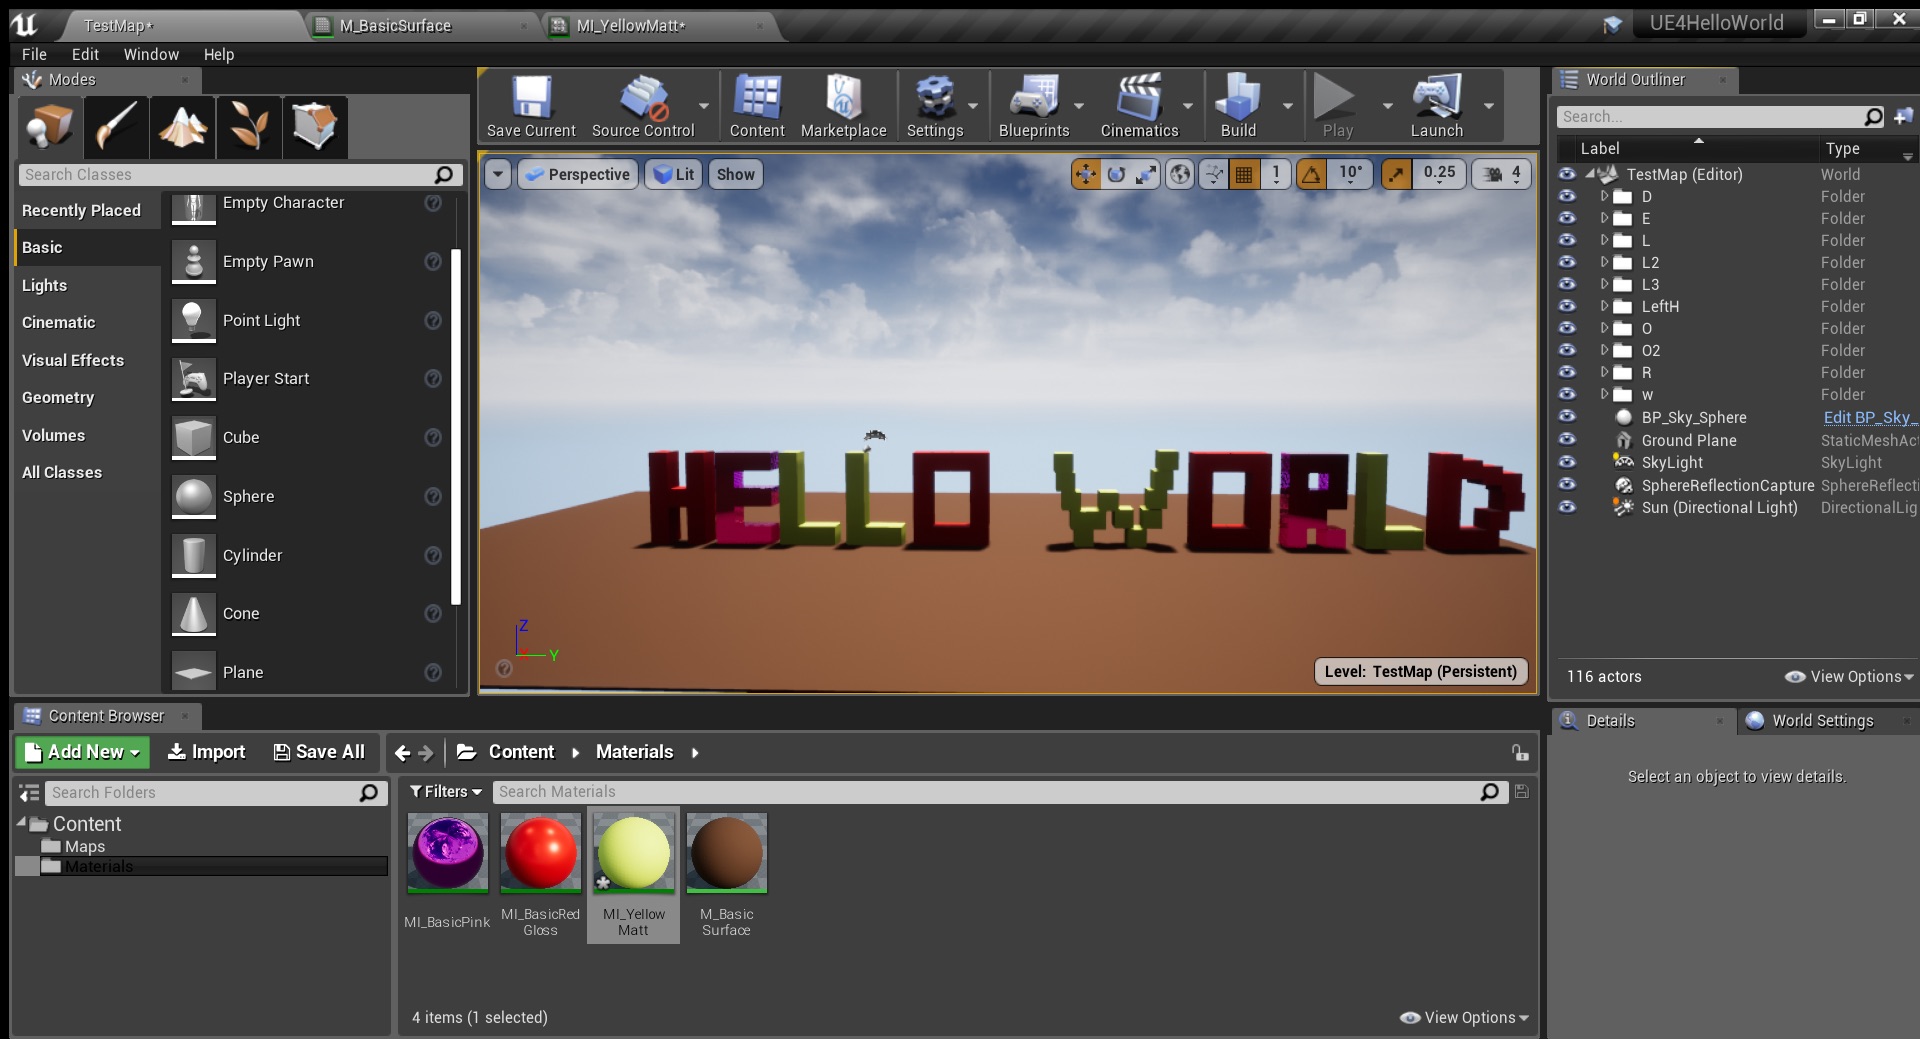 TestMap*
M_BasicSurface
MI_YellowMatt*
UE4HelloWorld
File Edit Window Help
Modes
Search Classes
Recently Placed
Basic
Lights
Cinematic
Visual Effects
Geometry
Volumes
All Classes
Empty Character
Empty Pawn
Point Light
Player Start
Cube
Sphere
Cylinder
Cone
Plane
Save Current
Source Control
Content
Marketplace
Settings
Blueprints
Cinematics
Build
Play
Launch
Perspective
Lit
Show
1
10°
0.25
4
HELLO WORLD
Z
X
Y
Level: TestMap (Persistent)
World Outliner
Search...
Label Type
TestMap (Editor) World
D Folder
E Folder
L Folder
L2 Folder
L3 Folder
LeftH Folder
O Folder
O2 Folder
R Folder
w Folder
BP_Sky_Sphere Edit BP_Sky_
Ground Plane StaticMeshAct
SkyLight SkyLight
SphereReflectionCapture SphereReflecti
Sun (Directional Light) DirectionalLig
116 actors
View Options
Content Browser
Add New
Import
Save All
Content
Materials
Search Folders
Content
Maps
Materials
Filters
Search Materials
MI_BasicPink
MI_BasicRed
Gloss
MI_Yellow
Matt
M_Basic
Surface
4 items (1 selected)
View Options
Details
World Settings
Select an object to view details.